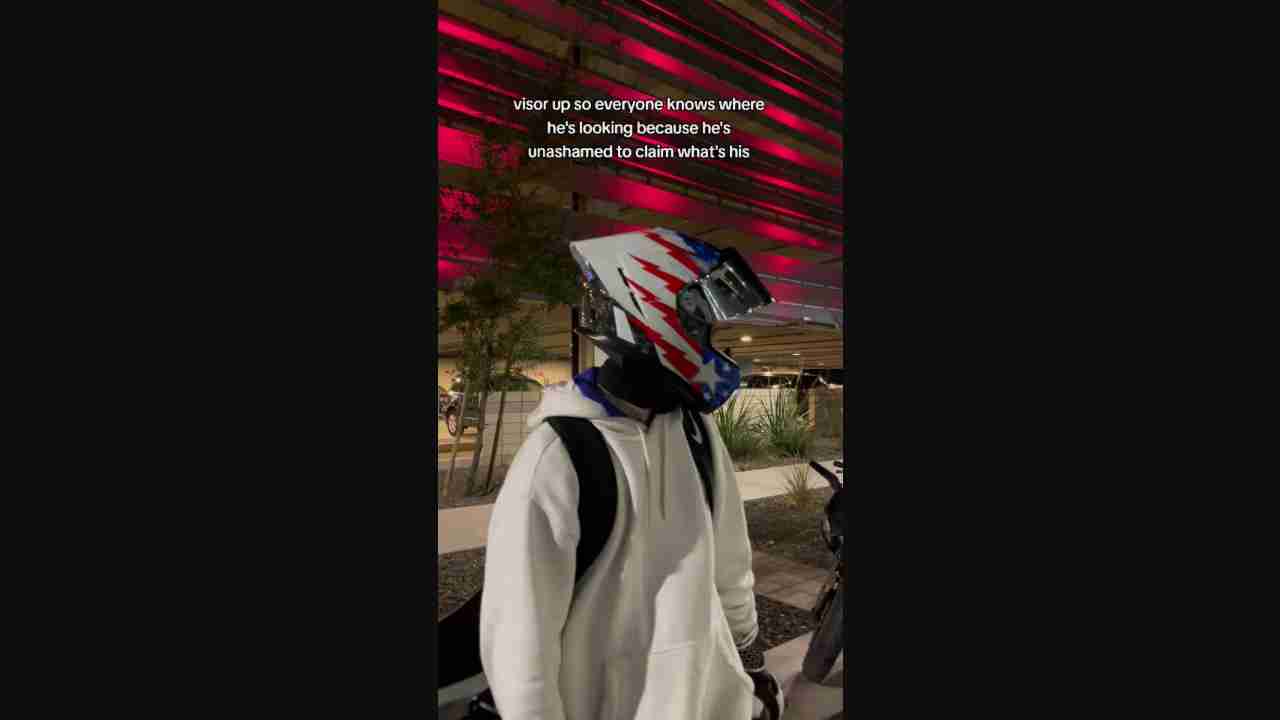 visor up so everyone knows where
he's looking because he's
unashamed to claim what's his